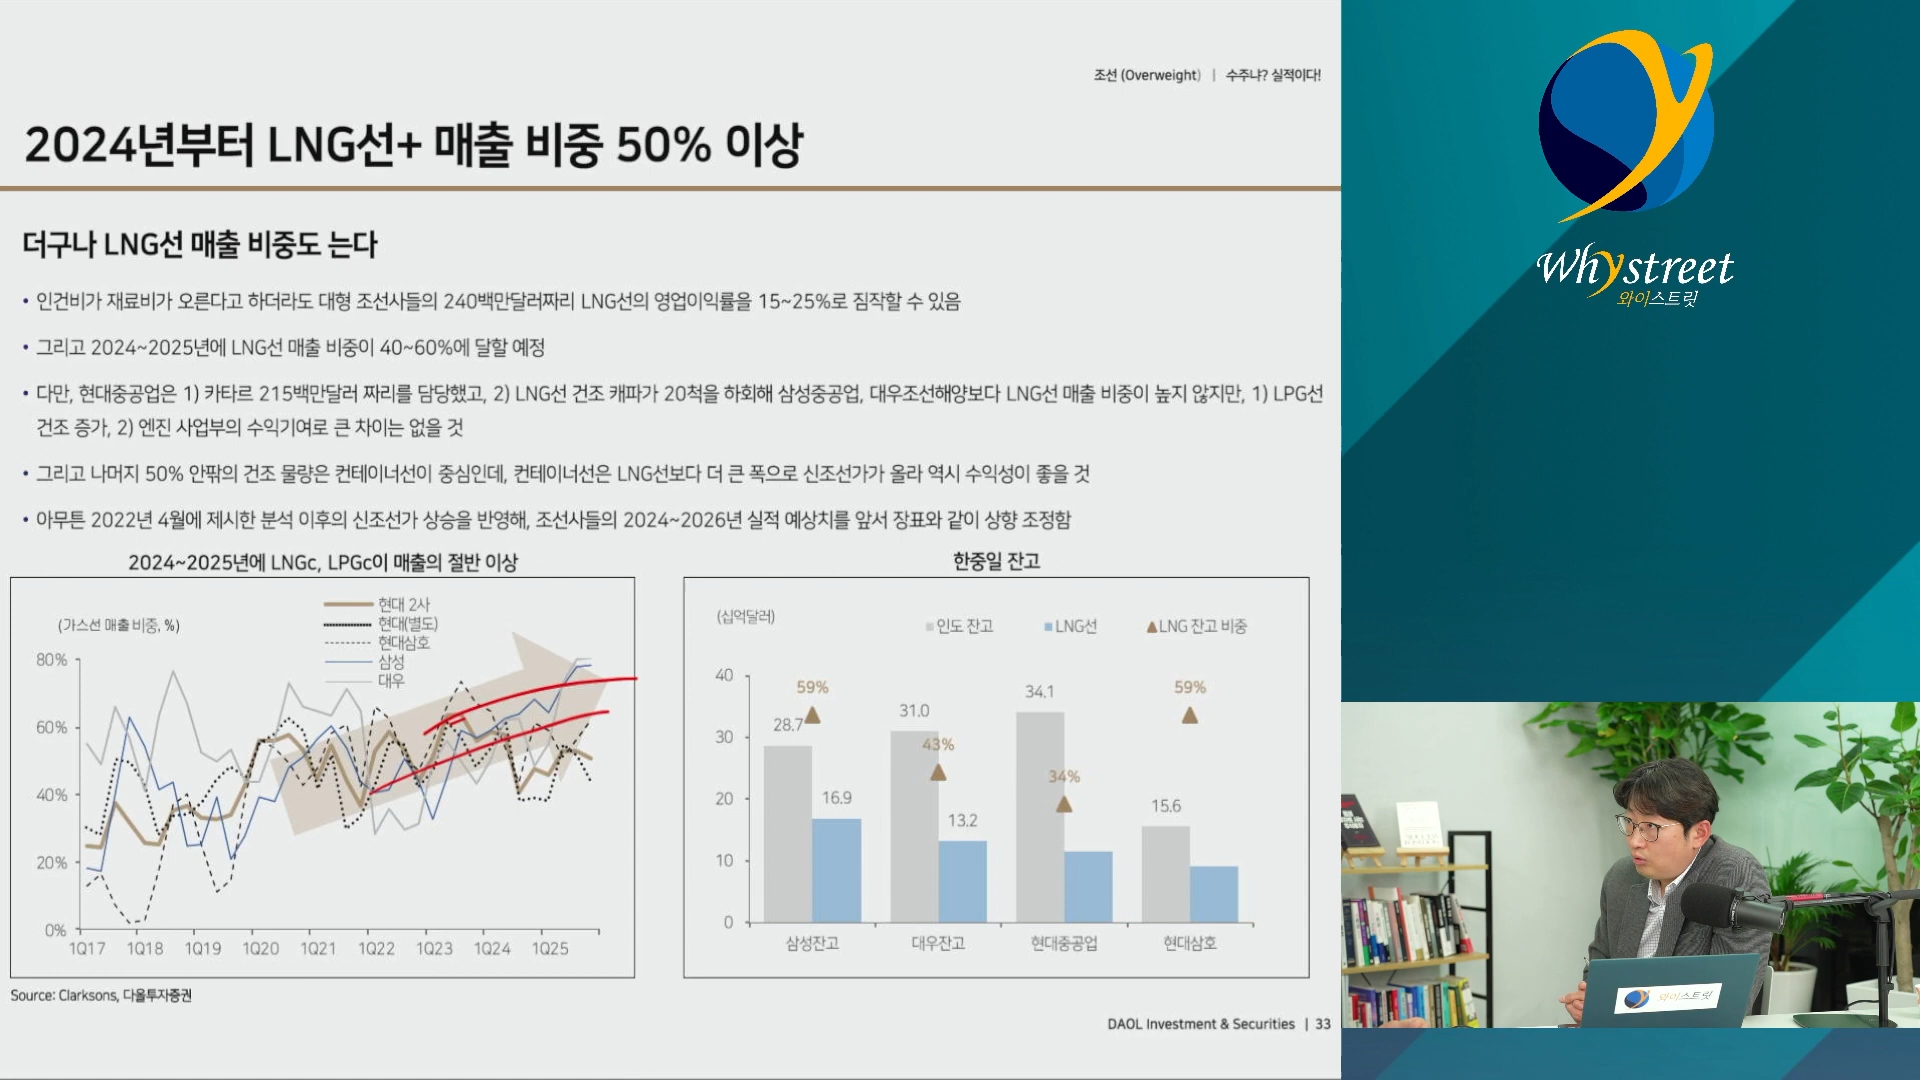 조선 (Overweight) | 수주냐? 실적이다!
2024년부터 LNG선+ 매출 비중 50% 이상
더구나 LNG선 매출 비중도 는다
• 인건비가 재료비가 오른다고 하더라도 대형 조선사들의 240백만달러짜리 LNG선의 영업이익률을 15~25%로 짐작할 수 있음
• 그리고 2024~2025년에 LNG선 매출 비중이 40~60%에 달할 예정
• 다만, 현대중공업은 1) 카타르 215백만달러 짜리를 담당했고, 2) LNG선 건조 캐파가 20척을 하회해 삼성중공업, 대우조선해양보다 LNG선 매출 비중이 높지 않지만, 1) LPG선
건조 증가, 2) 엔진 사업부의 수익기여로 큰 차이는 없을 것
• 그리고 나머지 50% 안팎의 건조 물량은 컨테이너선이 중심인데, 컨테이너선은 LNG선보다 더 큰 폭으로 신조선가가 올라 역시 수익성이 좋을 것
• 아무튼 2022년 4월에 제시한 분석 이후의 신조선가 상승을 반영해, 조선사들의 2024~2026년 실적 예상치를 앞서 장표와 같이 상향 조정함
2024~2025년에 LNGc, LPGc이 매출의 절반 이상
(가스선 매출 비중, %)
현대 2사
현대(별도)
현대삼호
삼성
대우
80%
60%
40%
20%
0%
1Q17 1Q18 1Q19 1Q20 1Q21 1Q22 1Q23 1Q24 1Q25
한중일 잔고
(십억달러)
인도 잔고 LNG선 LNG 잔고 비중
40
30
20
10
0
59% 59%
28.7 31.0 34.1
43%
34%
16.9 13.2 15.6
삼성잔고 대우잔고 현대중공업 현대삼호
Source: Clarksons, 다올투자증권
DAOL Investment & Securities | 33
Whystreet
와이스트릿
와이스트릿